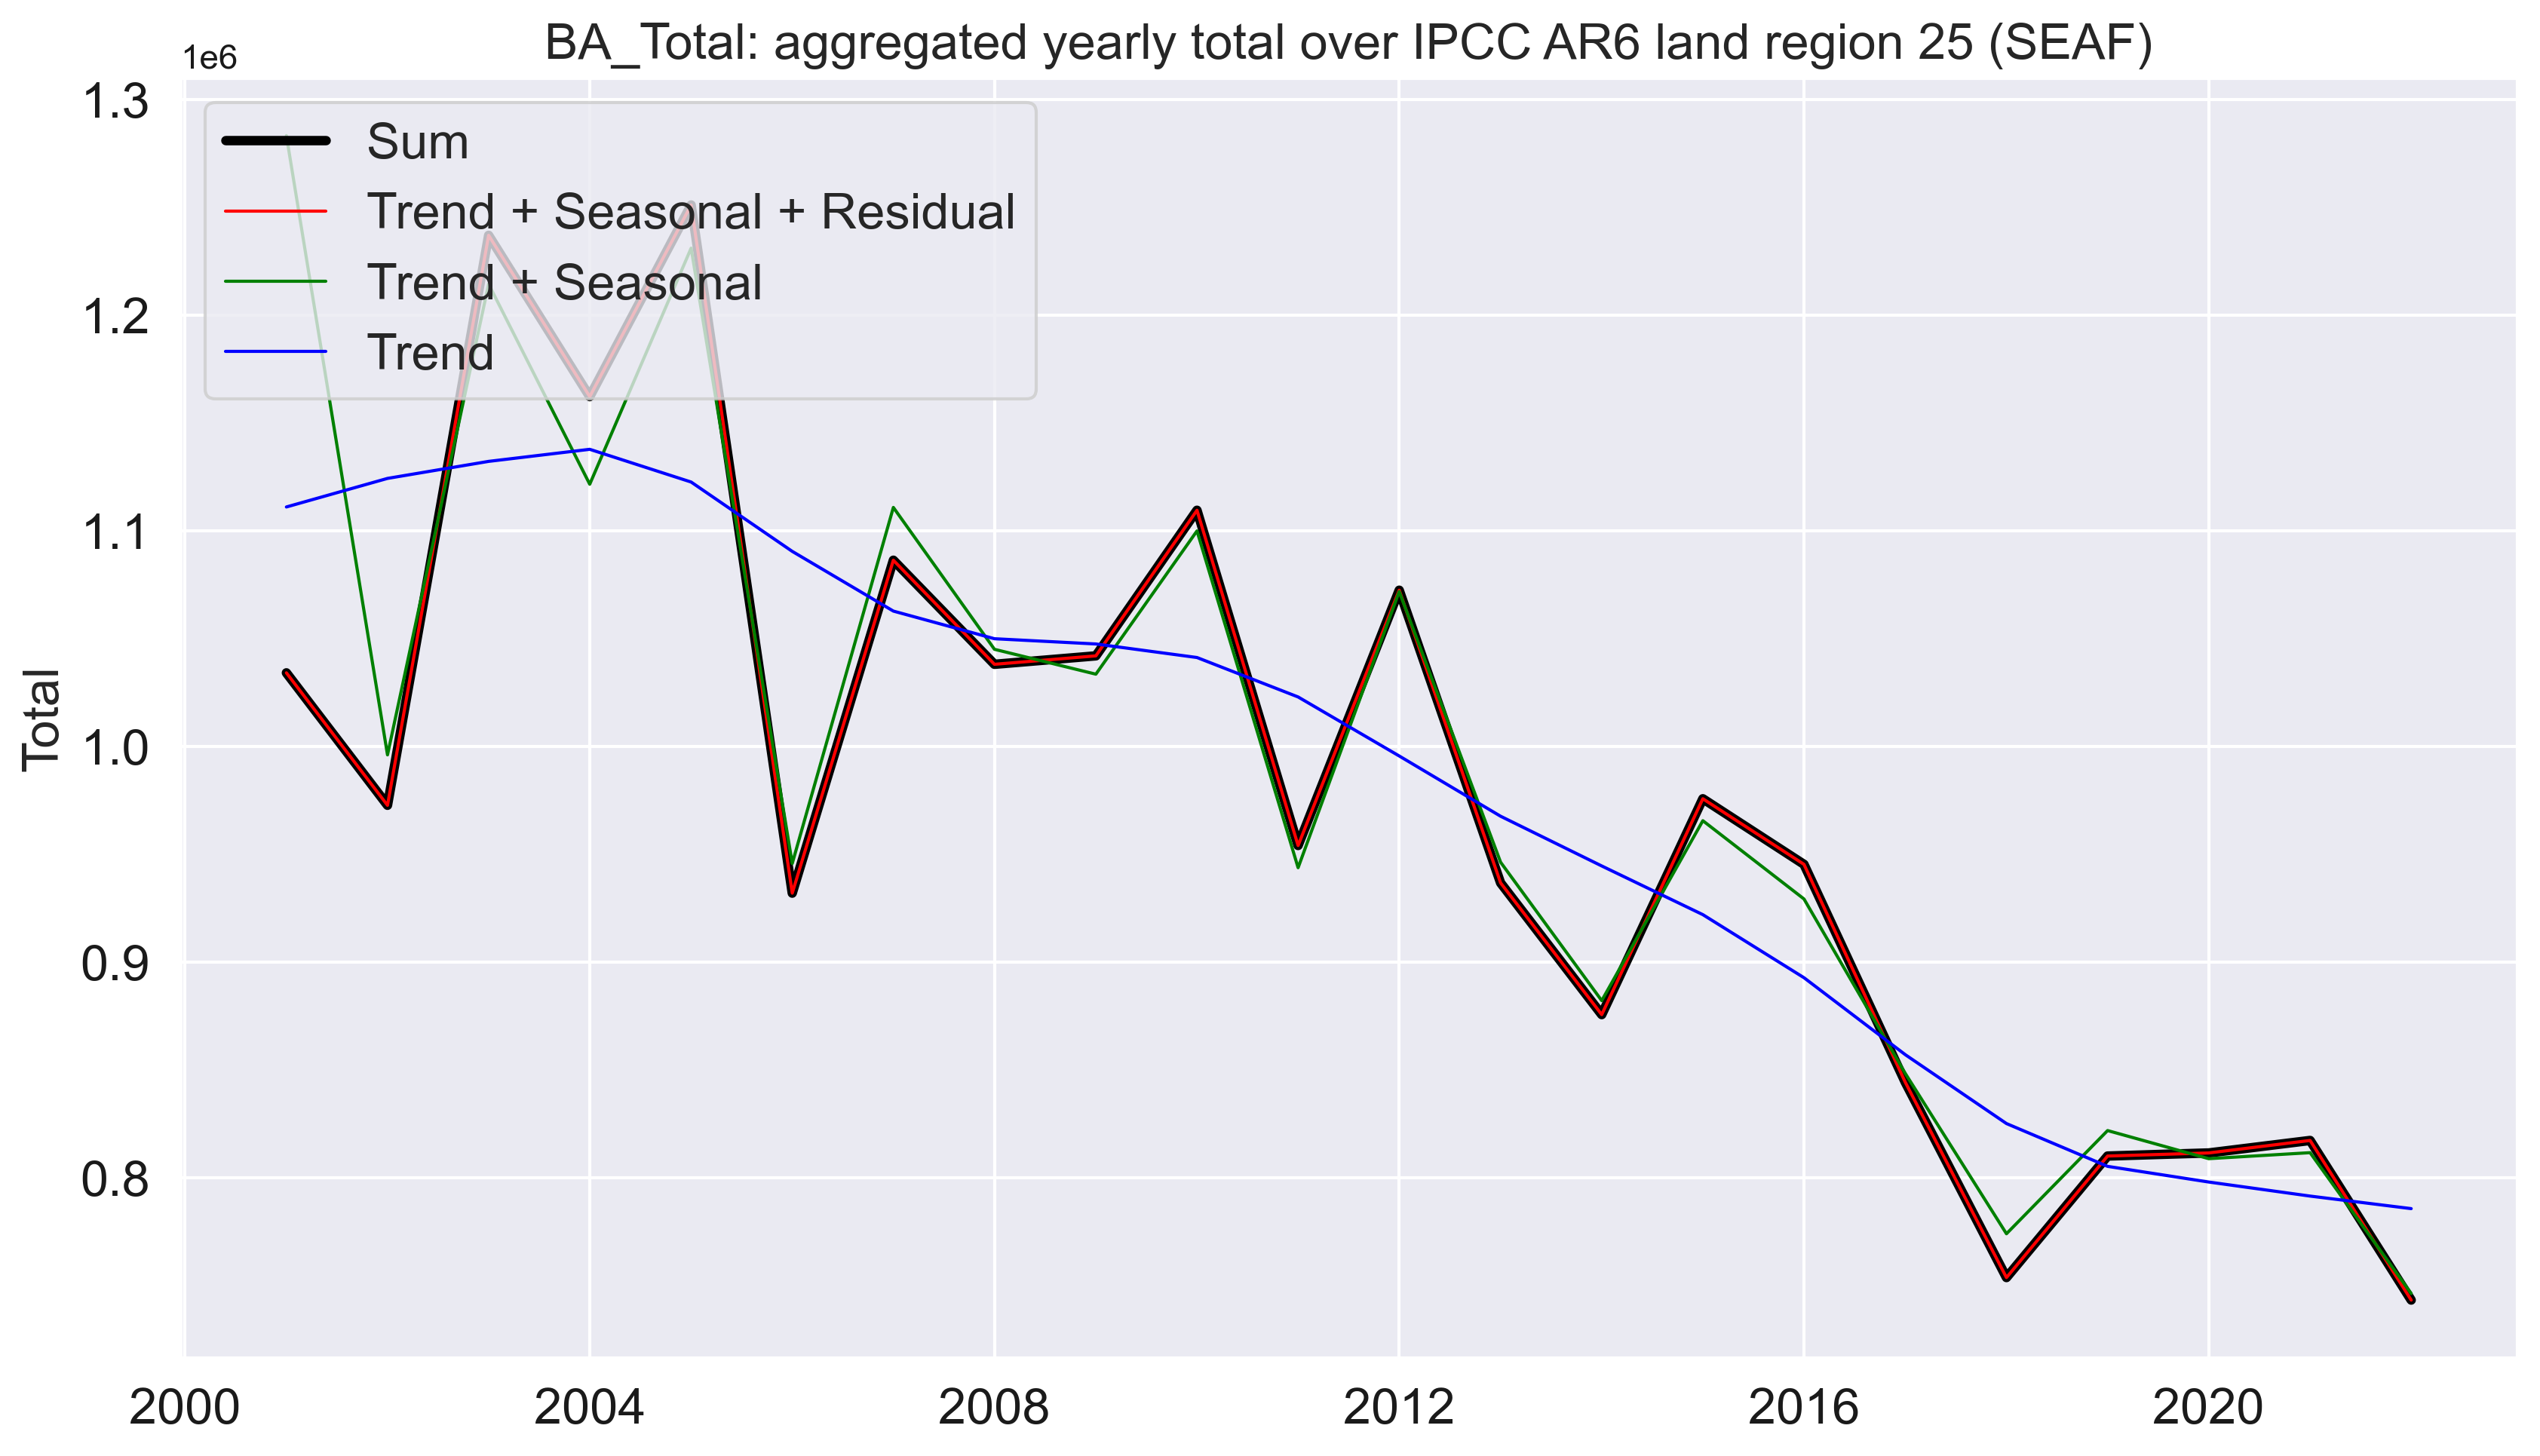 BA_Total: aggregated yearly total over IPCC AR6 land region 25 (SEAF)
1e6
1.3
1.2
1.1
1.0
0.9
0.8
Total
Sum
Trend + Seasonal + Residual
Trend + Seasonal
Trend
2000 2004 2008 2012 2016 2020